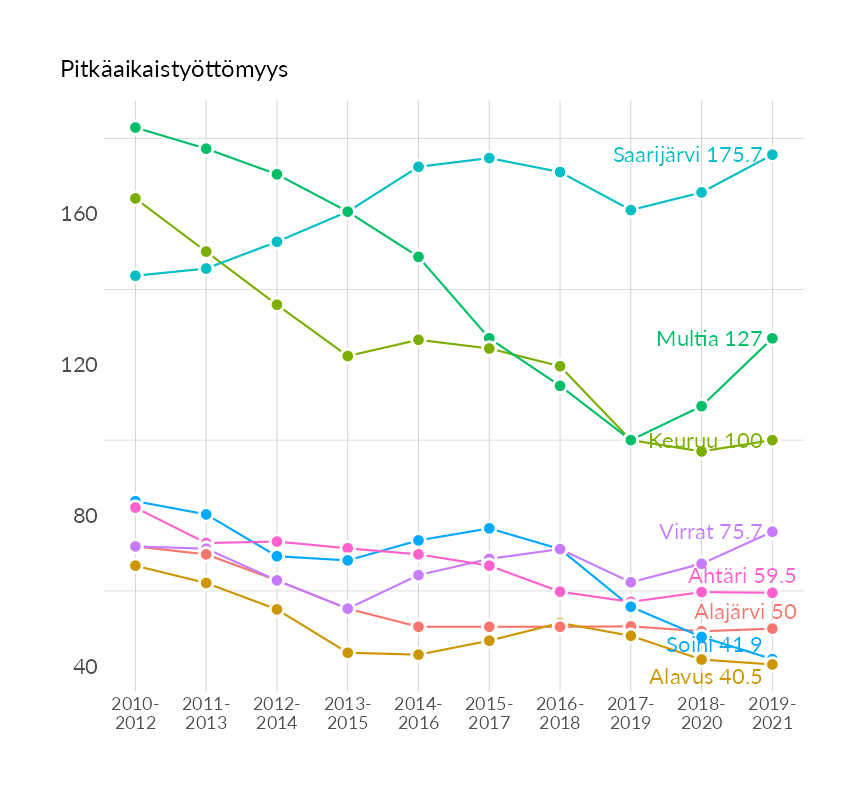 Pitkäaikaistyöttömyys
Saarijärvi 175.7
160
Multia 127
120
Keuruu 100
80
Virrat 75.7
Ähtäri 59.5
Alajärvi 50
Soini 41.9
40
Alavus 40.5
2010-
2012
2011-
2013
2012-
2014
2013-
2015
2014-
2016
2015-
2017
2016-
2018
2017-
2019
2018-
2020
2019-
2021